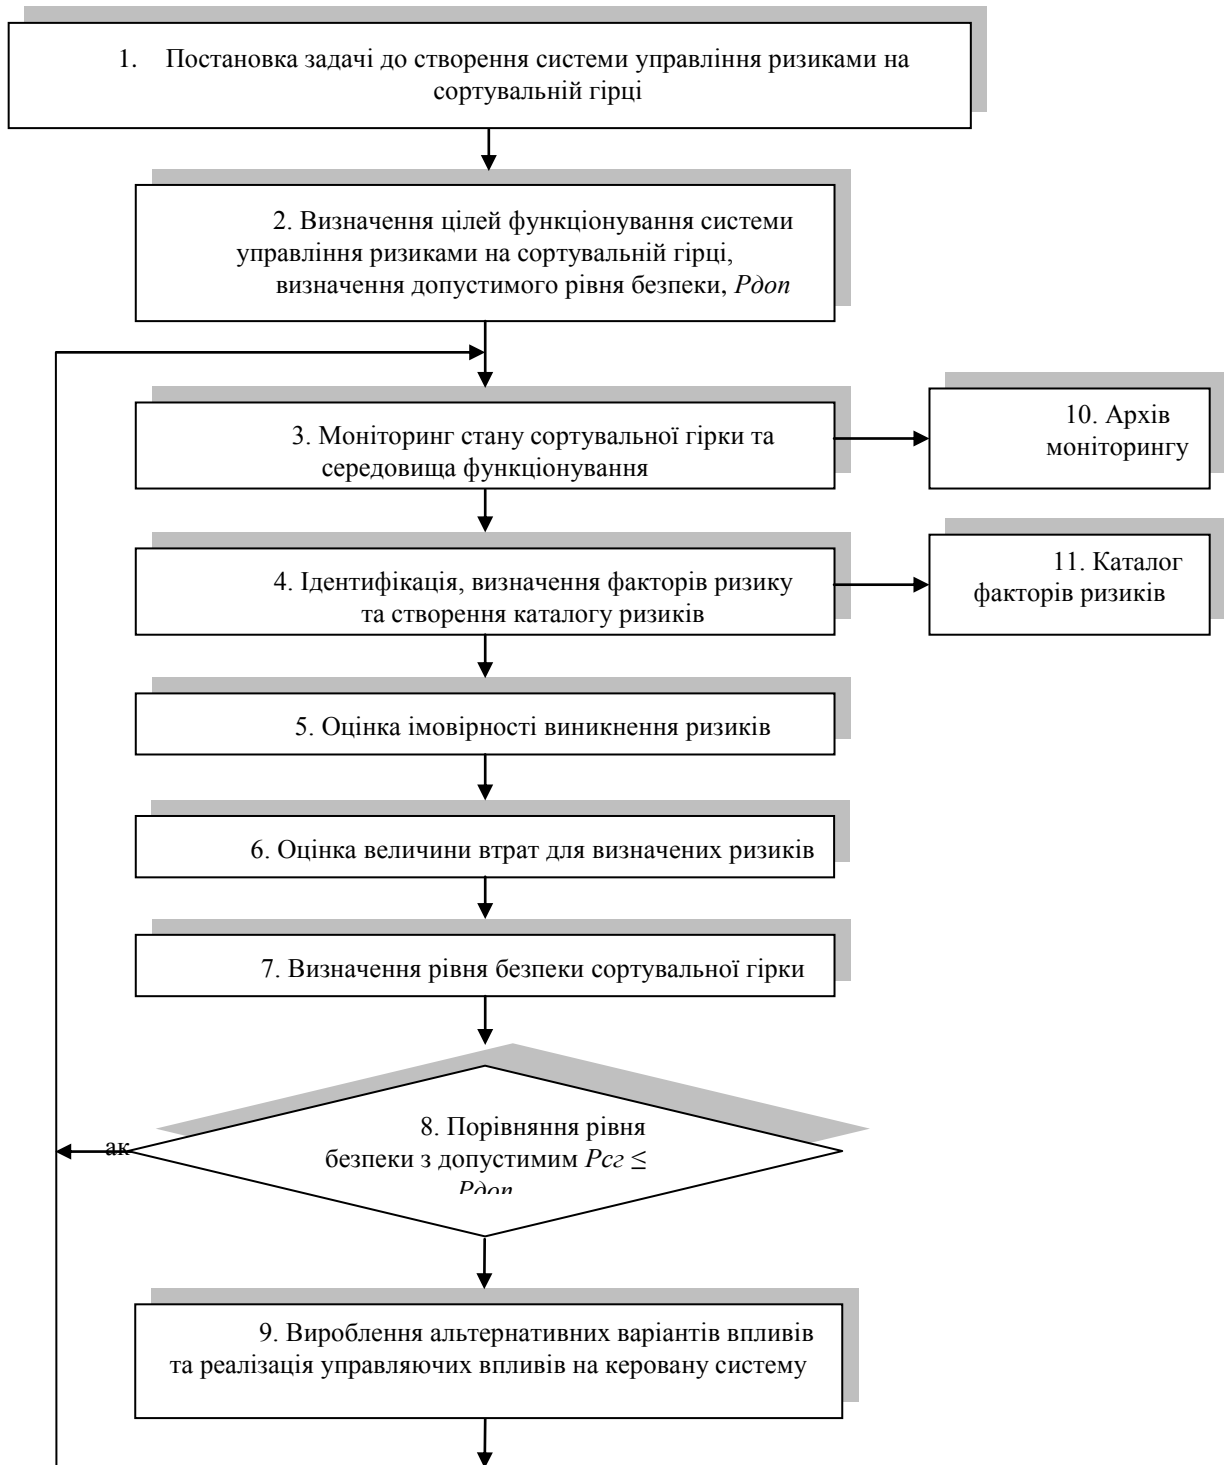 1. Постановка задачі до створення системи управління ризиками на
сортувальній гірці
2. Визначення цілей функціонування системи
управління ризиками на сортувальній гірці,
визначення допустимого рівня безпеки, Рдоп
3. Моніторинг стану сортувальної гірки та
середовища функціонування
10. Архів
моніторингу
4. Ідентифікація, визначення факторів ризику
та створення каталогу ризиків
11. Каталог
факторів ризиків
5. Оцінка імовірності виникнення ризиків
6. Оцінка величини втрат для визначених ризиків
7. Визначення рівня безпеки сортувальної гірки
ак
8. Порівняння рівня
безпеки з допустимим Рсг ≤
Рдоп
9. Вироблення альтернативних варіантів впливів
та реалізація управляючих впливів на керовану систему